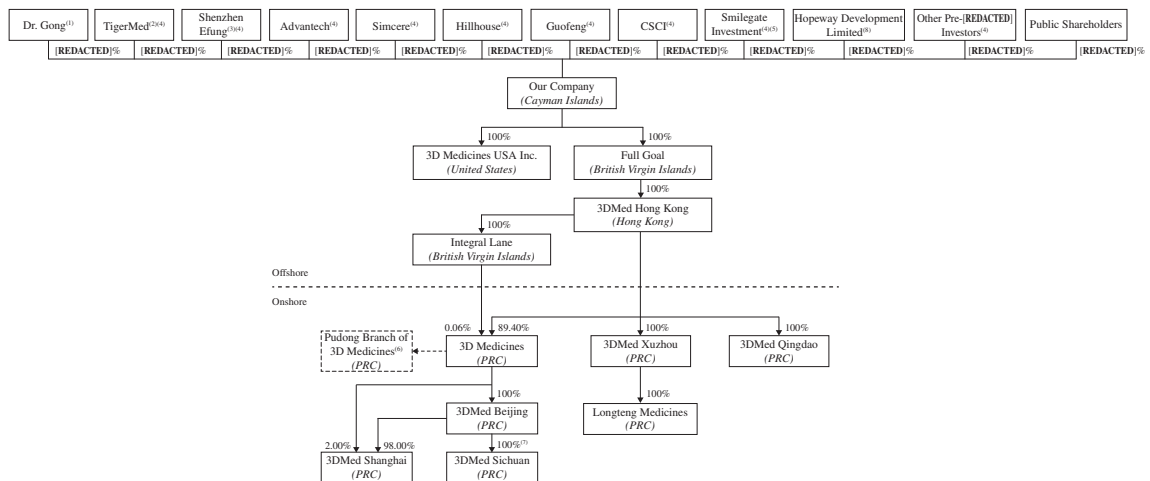 Dr. Gong(1)
TigerMed(2)(4)
Shenzhen
Efung(3)(4)
Advantech(4)
Simcere(4)
Hillhouse(4)
Guofeng(4)
CSCI(4)
Smilegate
Investment(4)(5)
Hopeway Development
Limited(8)
Other Pre-[REDACTED]
Investors(4)
Public Shareholders
[REDACTED]%
[REDACTED]%
[REDACTED]%
[REDACTED]%
[REDACTED]%
[REDACTED]%
[REDACTED]%
[REDACTED]%
[REDACTED]%
[REDACTED]%
[REDACTED]%
[REDACTED]%
Our Company
(Cayman Islands)
100%
100%
3D Medicines USA Inc.
(United States)
Full Goal
(British Virgin Islands)
100%
3DMed Hong Kong
(Hong Kong)
100%
Integral Lane
(British Virgin Islands)
Offshore
Onshore
0.06%
89.40%
100%
100%
Pudong Branch of
3D Medicines(6)
(PRC)
3D Medicines
(PRC)
3DMed Xuzhou
(PRC)
3DMed Qingdao
(PRC)
100%
100%
3DMed Beijing
(PRC)
Longteng Medicines
(PRC)
2.00%
98.00%
100%(7)
3DMed Shanghai
(PRC)
3DMed Sichuan
(PRC)